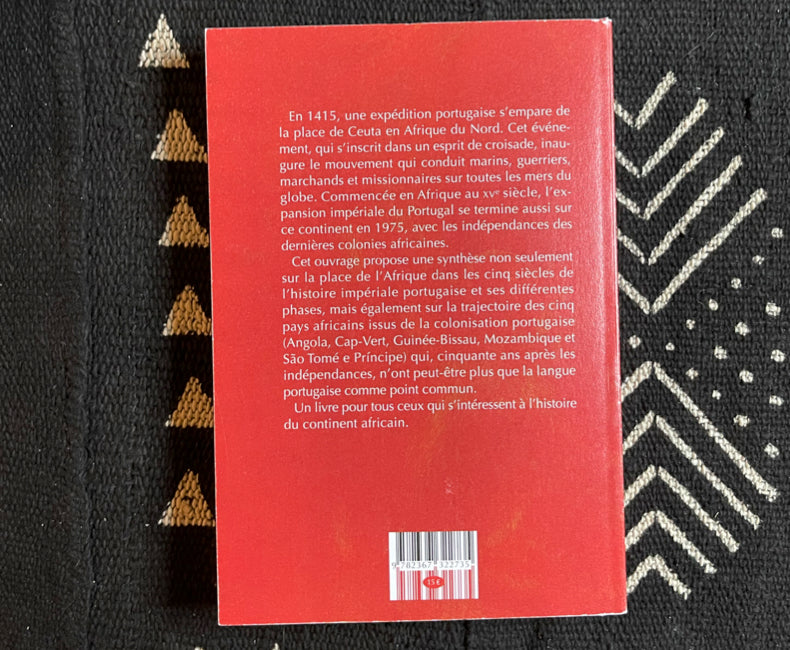 En 1415, une expédition portugaise s'empare de
la place de Ceuta en Afrique du Nord. Cet événe-
ment, qui s'inscrit dans un esprit de croisade, inau-
gure le mouvement qui conduit marins, guerriers,
marchands et missionnaires sur toutes les mers du
globe. Commencée en Afrique au XVe siècle, l'ex-
pansion impériale du Portugal se termine aussi sur
ce continent en 1975, avec les indépendances des
dernières colonies africaines.
Cet ouvrage propose une synthèse non seulement
sur la place de l'Afrique dans les cinq siècles de
l'histoire impériale portugaise et ses différentes
phases, mais également sur la trajectoire des cinq
pays africains issus de la colonisation portugaise
(Angola, Cap-Vert, Guinée-Bissau, Mozambique et
São Tomé e Príncipe) qui, cinquante ans après les
indépendances, n'ont peut-être plus que la langue
portugaise comme point commun.
Un livre pour tous ceux qui s'intéressent à l'histoire
du continent africain.
9 782367 322735
15 €